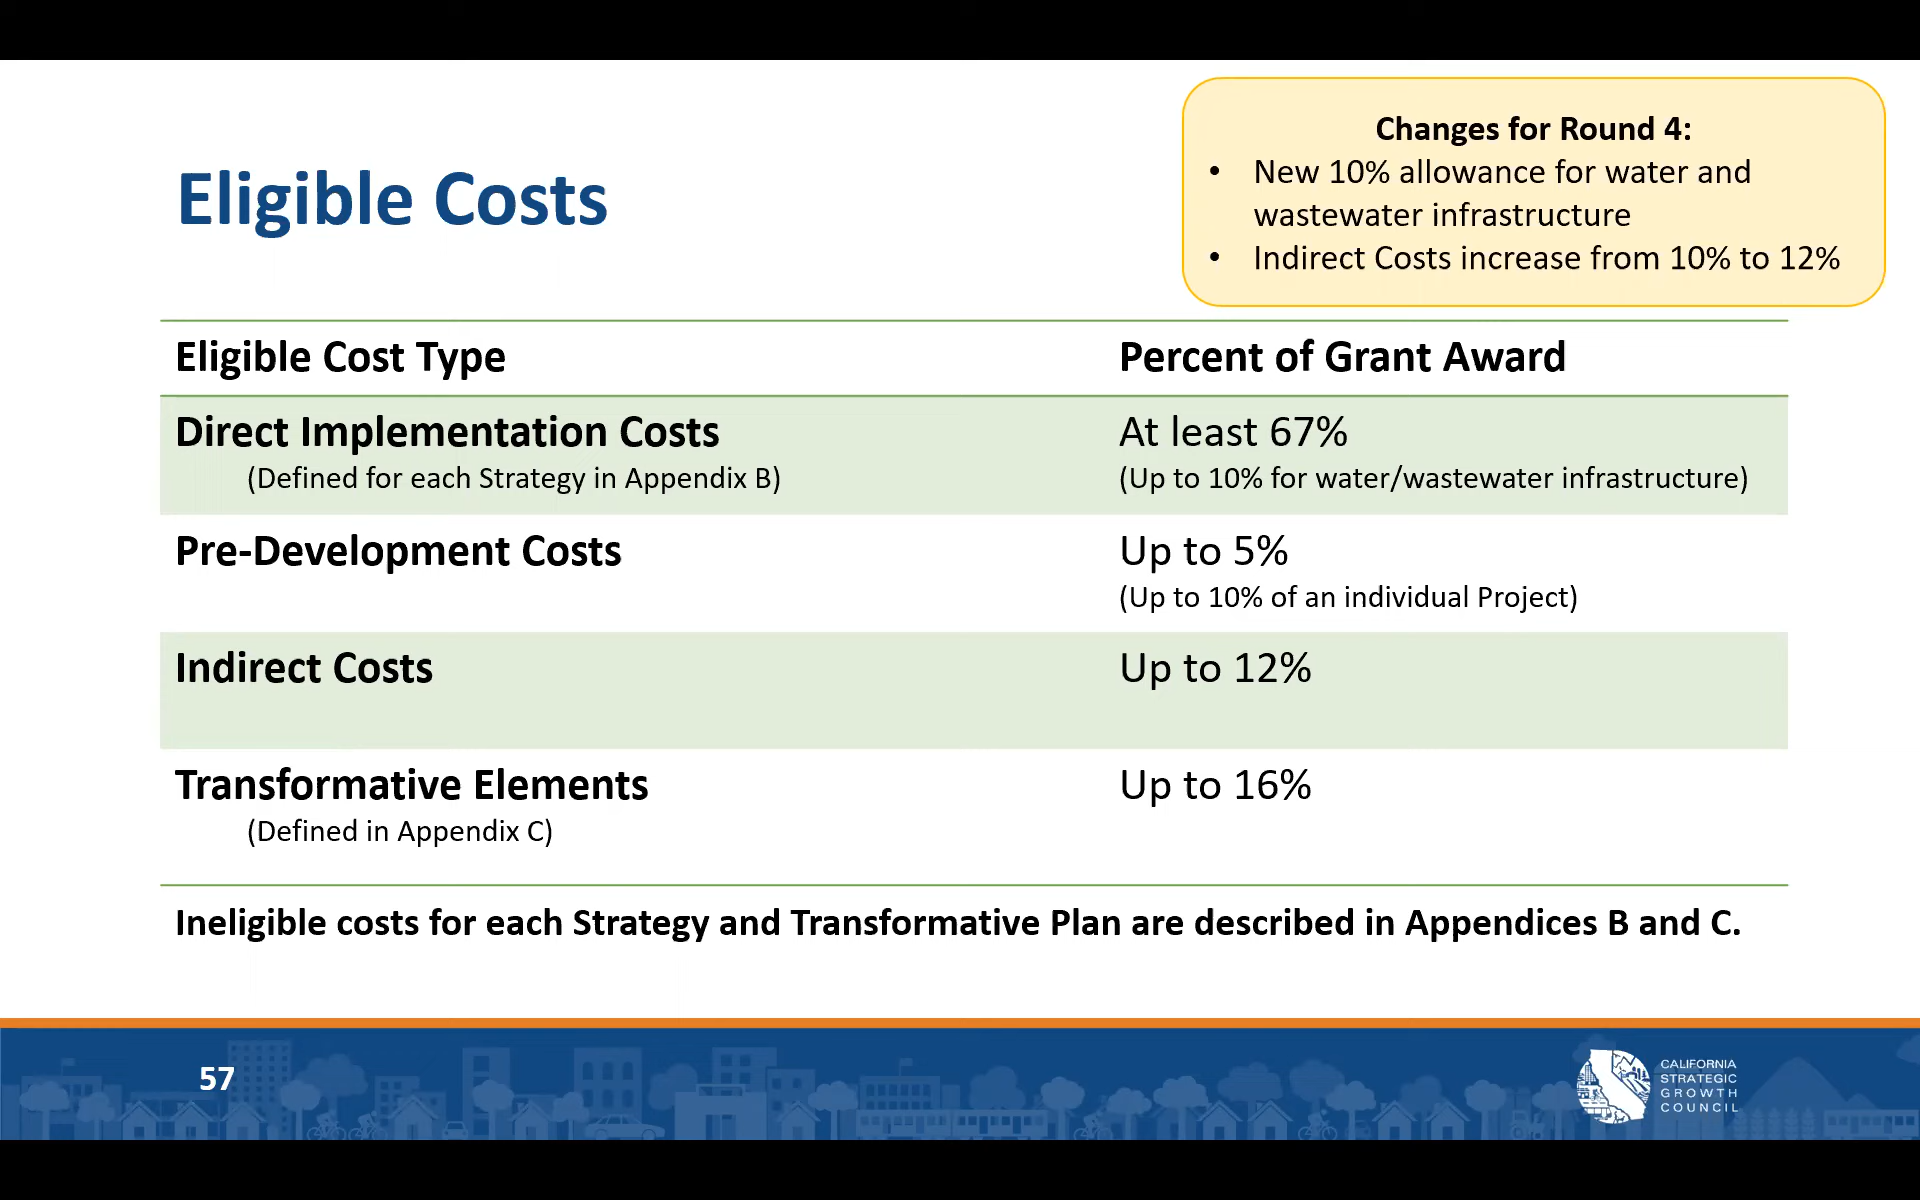 Changes for Round 4:
• New 10% allowance for water and
wastewater infrastructure
• Indirect Costs increase from 10% to 12%
Eligible Costs
Eligible Cost Type Percent of Grant Award
Direct Implementation Costs At least 67%
(Defined for each Strategy in Appendix B) (Up to 10% for water/wastewater infrastructure)
Pre-Development Costs Up to 5%
(Up to 10% of an individual Project)
Indirect Costs Up to 12%
Transformative Elements Up to 16%
(Defined in Appendix C)
Ineligible costs for each Strategy and Transformative Plan are described in Appendices B and C.
57
CALIFORNIA
STRATEGIC
GROWTH
COUNCIL